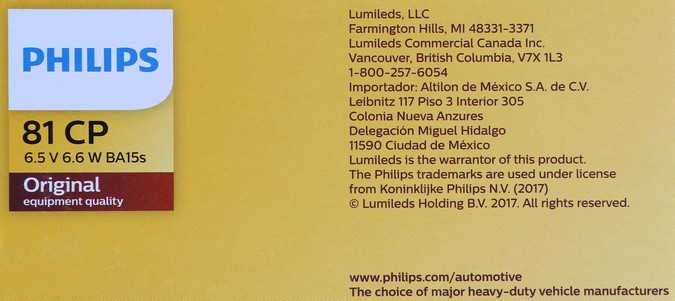 PHILIPS
81 CP
6.5 V 6.6 W BA15s
Original
equipment quality
Lumileds, LLC
Farmington Hills, MI 48331-3371
Lumileds Commercial Canada Inc.
Vancouver, British Columbia, V7X 1L3
1-800-257-6054
Importador: Altilon de México S.A. de C.V.
Leibnitz 117 Piso 3 Interior 305
Colonia Nueva Anzures
Delegación Miguel Hidalgo
11590 Ciudad de México
Lumileds is the warrantor of this product.
The Philips trademarks are used under license
from Koninklijke Philips N.V. (2017)
© Lumileds Holding B.V. 2017. All rights reserved.
www.philips.com/automotive
The choice of major heavy-duty vehicle manufacturers